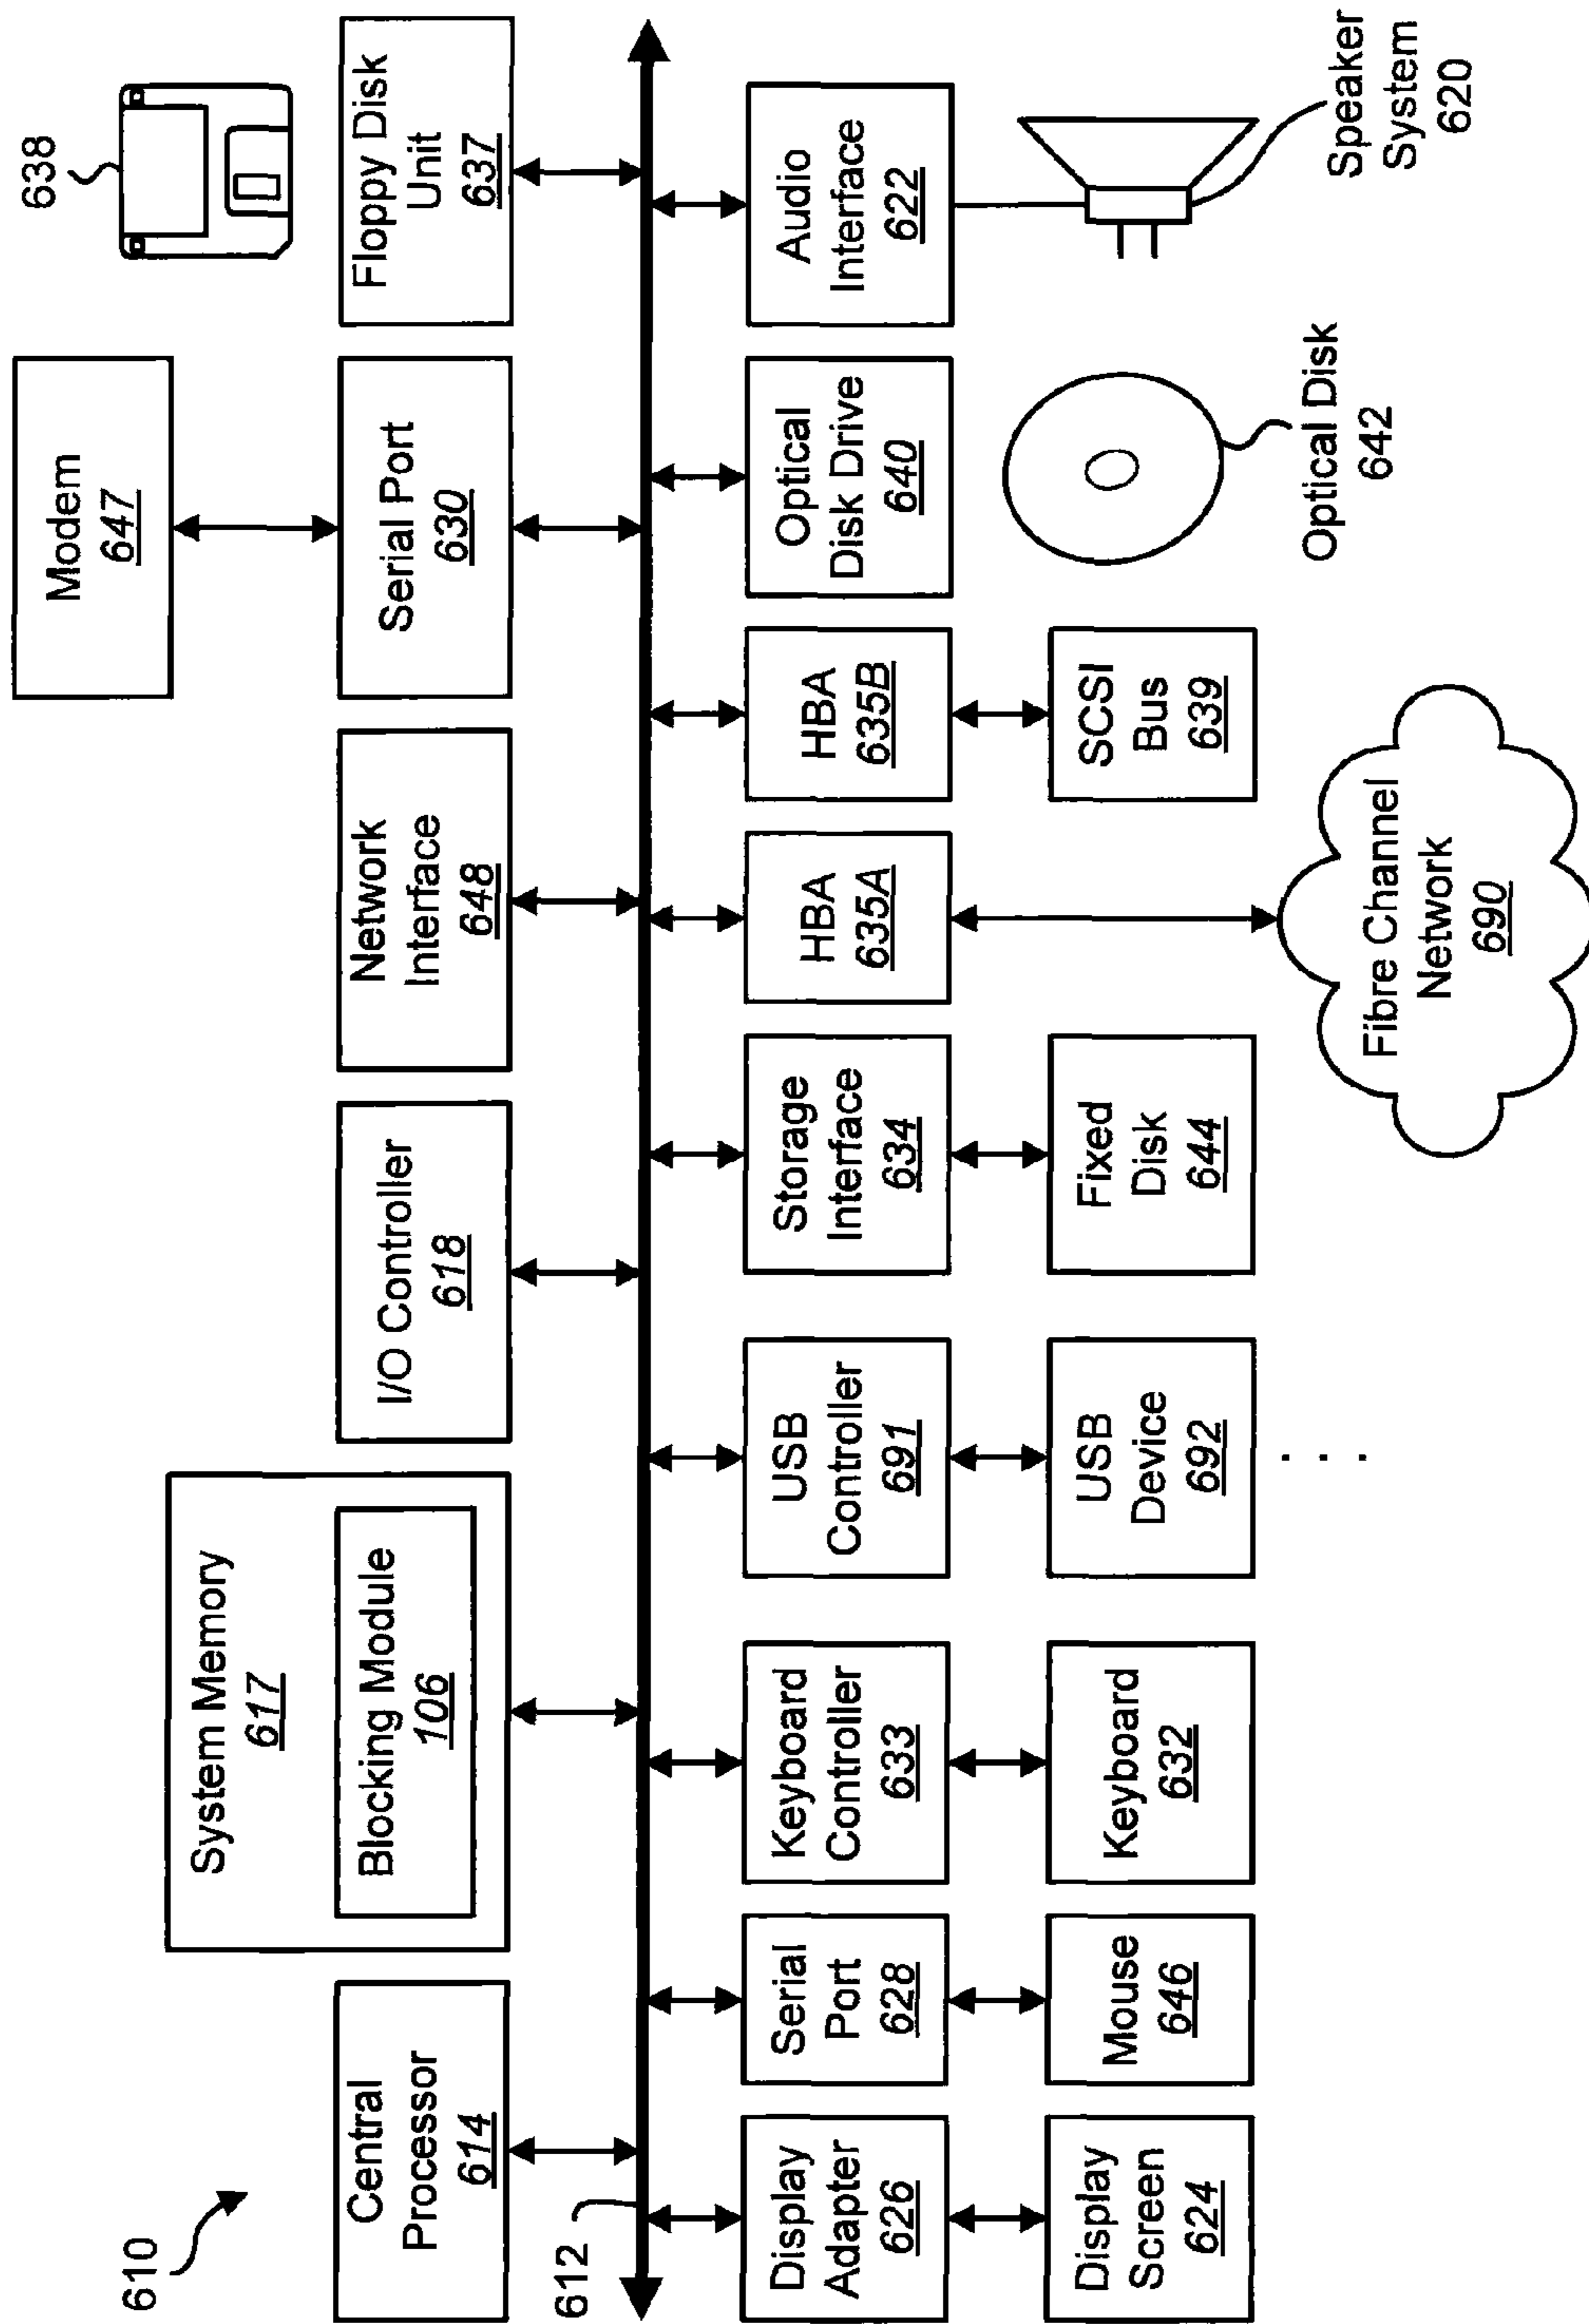 610
Central
Processor
614
System Memory
617
Blocking Module
106
I/O Controller
618
Network
Interface
648
Modem
647
Serial Port
630
638
Floppy Disk
Unit
637
612
Display
Adapter
626
Serial
Port
628
Keyboard
Controller
633
USB
Controller
691
Storage
Interface
634
HBA
635A
HBA
635B
Optical
Disk Drive
640
Audio
Interface
622
Display
Screen
624
Mouse
646
Keyboard
632
USB
Device
692
. . .
Fixed
Disk
644
Fibre Channel
Network
690
SCSI
Bus
639
Optical Disk
642
Speaker
System
620